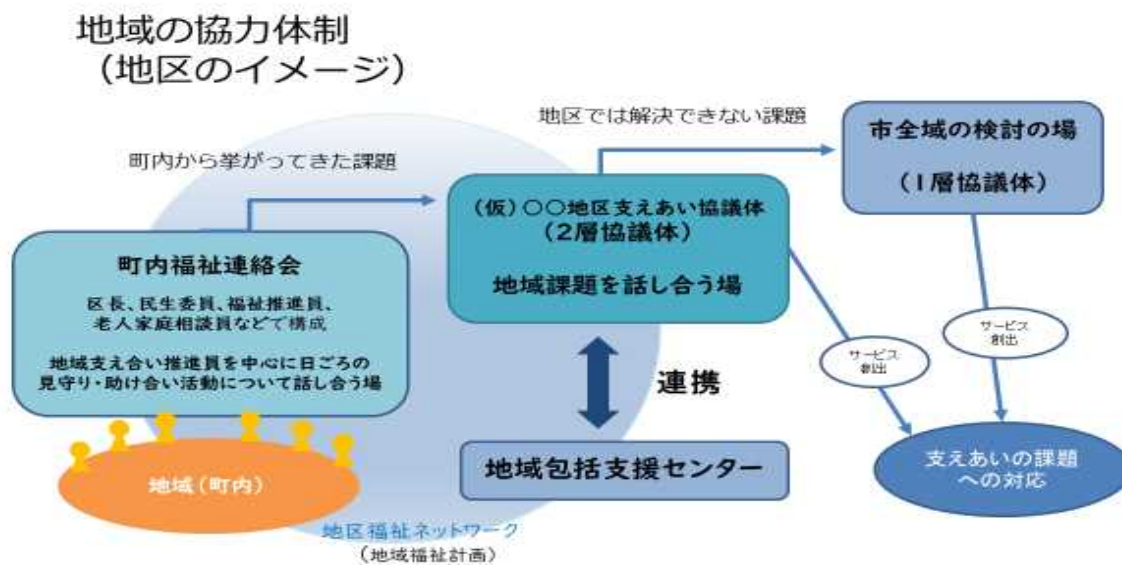 地域の協力体制
（地区のイメージ）
地区では解決できない課題
市全域の検討の場
(1層協議体)
町内から挙がってきた課題
(仮)〇〇地区支えあい協議体
(2層協議体)
地域課題を話し合う場
町内福祉連絡会
区長、民生委員、福祉推進員、
老人家庭相談員などで構成
地域支え合い推進員を中心に日ごろの
見守り・助け合い活動について話し合う場
サービス
創出
サービス
創出
連携
地域包括支援センター
支えあいの課題
への対応
地域(町内)
地区福祉ネットワーク
(地域福祉計画)